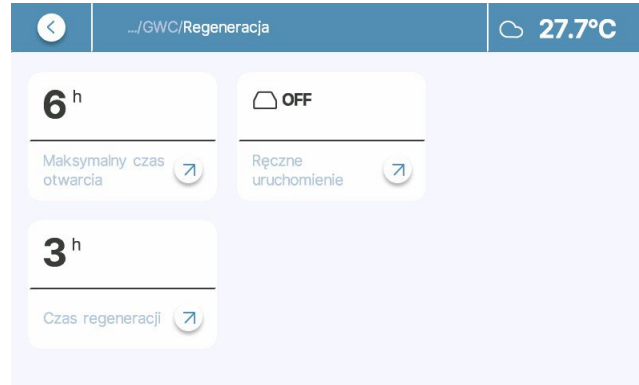 .../GWC/Regeneracja
27.7°C
6 h
OFF
Maksymalny czas
otwarcia
Ręczne
uruchomienie
3 h
Czas regeneracji